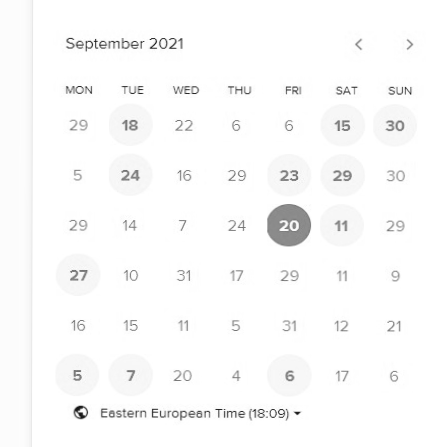 September 2021
MON TUE WED THU FRI SAT SUN
29 18 22 6 6 15 30
5 24 16 29 23 29 30
29 14 7 24 20 11 29
27 10 31 17 29 11 9
16 15 11 5 31 12 21
5 7 20 4 6 17 6
Eastern European Time (18:09)